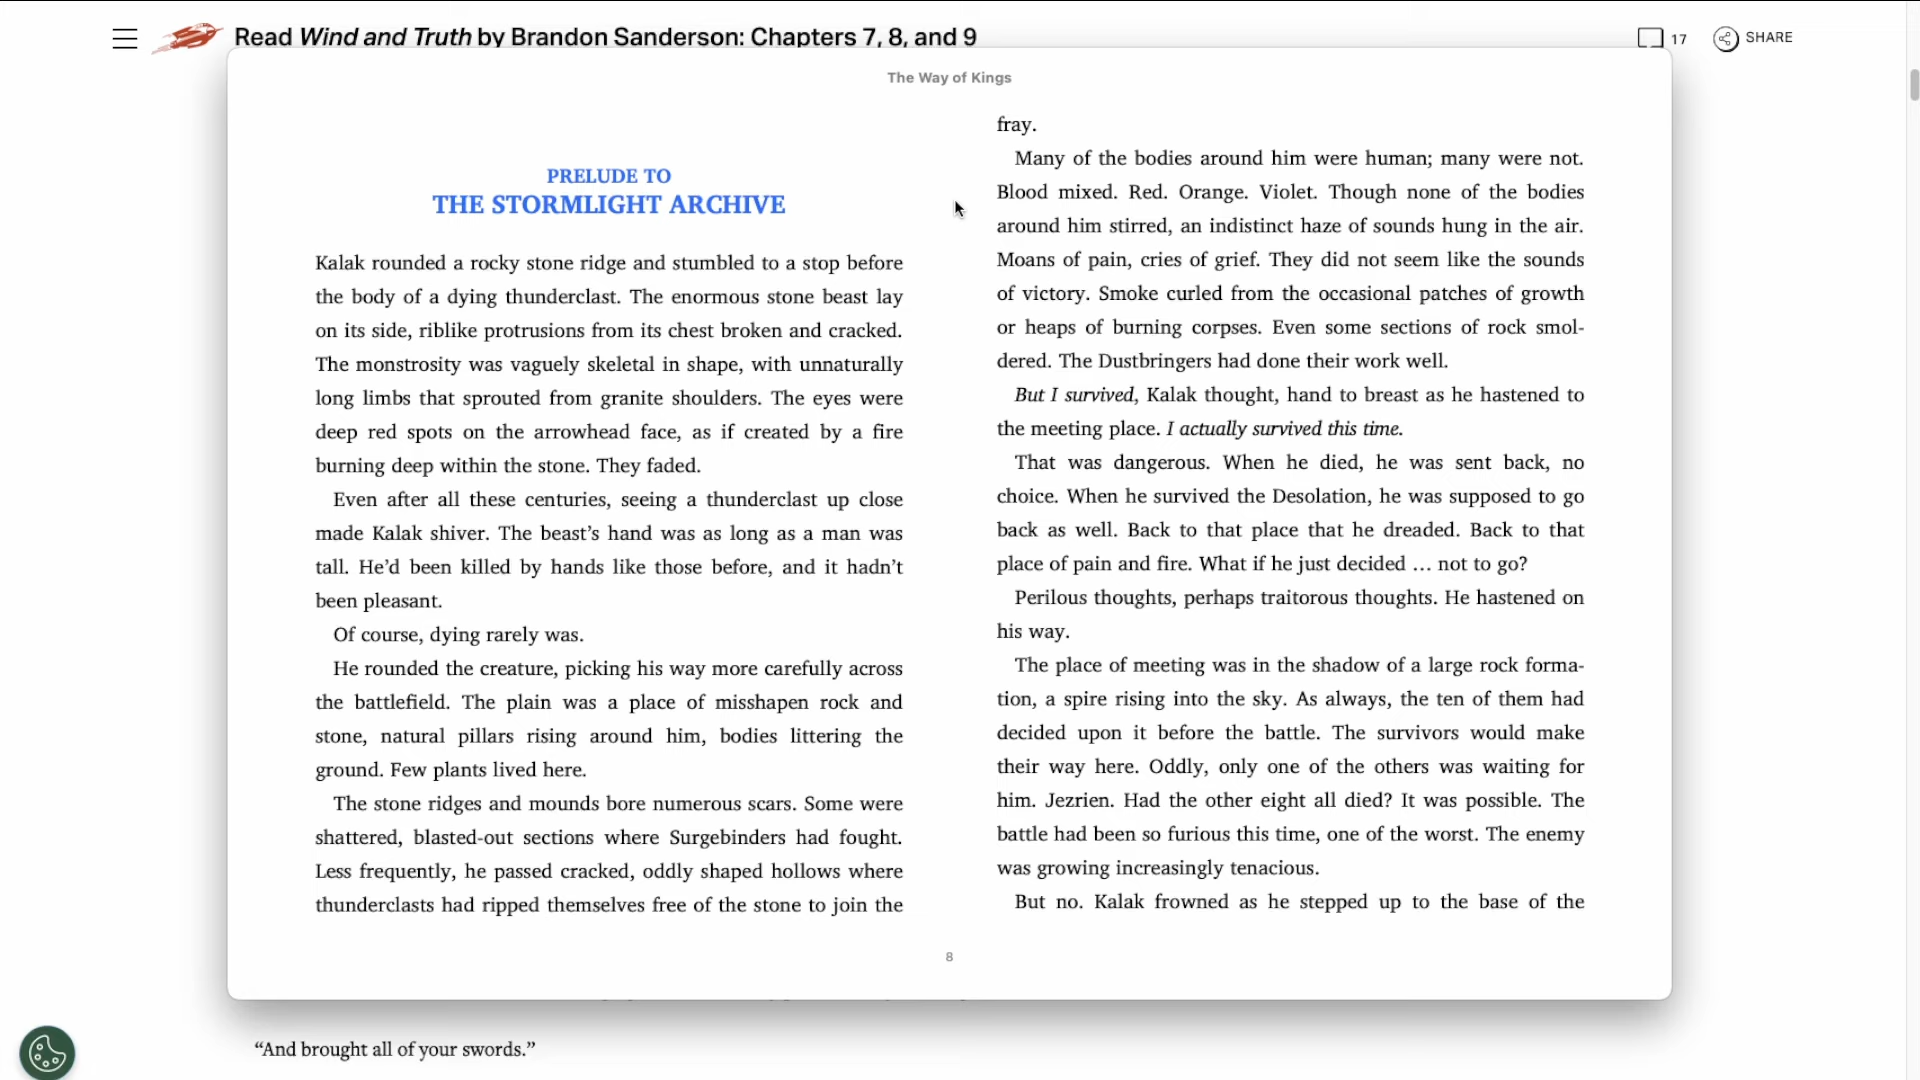 Read Wind and Truth by Brandon Sanderson: Chapters 7, 8, and 9
17
SHARE
The Way of Kings
PRELUDE TO
THE STORMLIGHT ARCHIVE
Kalak rounded a rocky stone ridge and stumbled to a stop before
the body of a dying thunderclast. The enormous stone beast lay
on its side, riblike protrusions from its chest broken and cracked.
The monstrosity was vaguely skeletal in shape, with unnaturally
long limbs that sprouted from granite shoulders. The eyes were
deep red spots on the arrowhead face, as if created by a fire
burning deep within the stone. They faded.
Even after all these centuries, seeing a thunderclast up close
made Kalak shiver. The beast’s hand was as long as a man was
tall. He’d been killed by hands like those before, and it hadn’t
been pleasant.
Of course, dying rarely was.
He rounded the creature, picking his way more carefully across
the battlefield. The plain was a place of misshapen rock and
stone, natural pillars rising around him, bodies littering the
ground. Few plants lived here.
The stone ridges and mounds bore numerous scars. Some were
shattered, blasted-out sections where Surgebinders had fought.
Less frequently, he passed cracked, oddly shaped hollows where
thunderclasts had ripped themselves free of the stone to join the
fray.
Many of the bodies around him were human; many were not.
Blood mixed. Red. Orange. Violet. Though none of the bodies
around him stirred, an indistinct haze of sounds hung in the air.
Moans of pain, cries of grief. They did not seem like the sounds
of victory. Smoke curled from the occasional patches of growth
or heaps of burning corpses. Even some sections of rock smol-
dered. The Dustbringers had done their work well.
But I survived, Kalak thought, hand to breast as he hastened to
the meeting place. I actually survived this time.
That was dangerous. When he died, he was sent back, no
choice. When he survived the Desolation, he was supposed to go
back as well. Back to that place that he dreaded. Back to that
place of pain and fire. What if he just decided … not to go?
Perilous thoughts, perhaps traitorous thoughts. He hastened on
his way.
The place of meeting was in the shadow of a large rock forma-
tion, a spire rising into the sky. As always, the ten of them had
decided upon it before the battle. The survivors would make
their way here. Oddly, only one of the others was waiting for
him. Jezrien. Had the other eight all died? It was possible. The
battle had been so furious this time, one of the worst. The enemy
was growing increasingly tenacious.
But no. Kalak frowned as he stepped up to the base of the
8
“And brought all of your swords.”